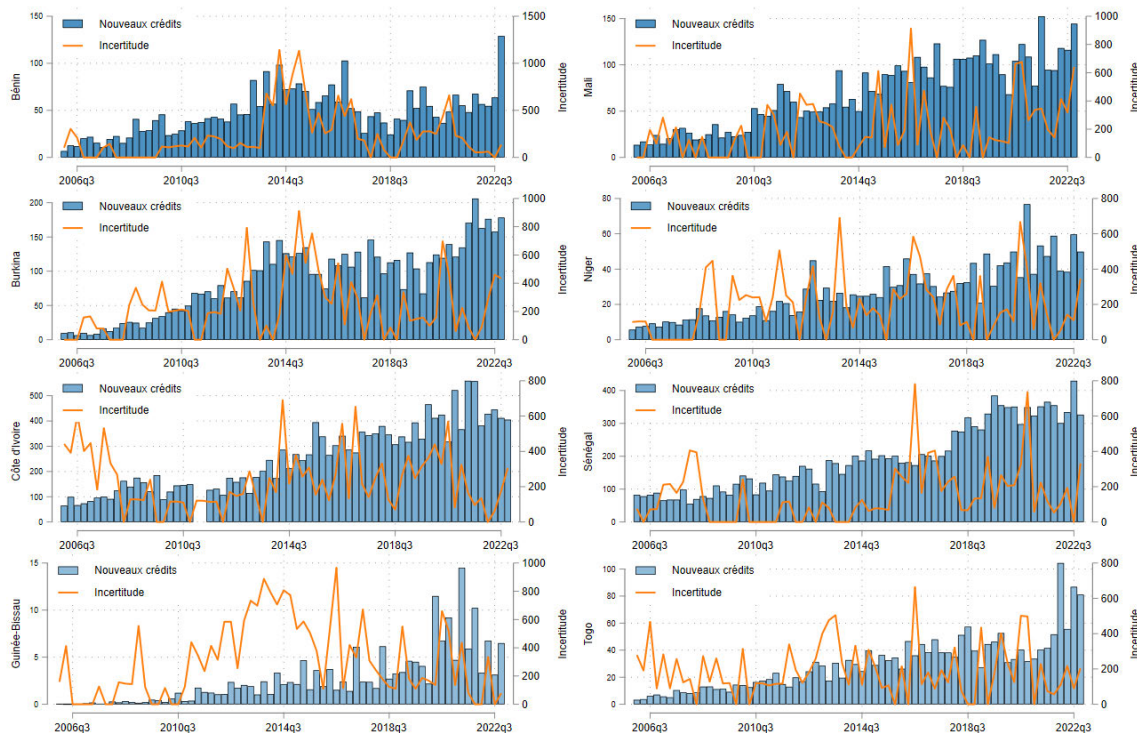 Bénin
150
100
50
0
Nouveaux crédits
Incertitude
1500
1000
500
0
Incertitude
2006q3 2010q3 2014q3 2018q3 2022q3
Mali
150
100
50
0
Nouveaux crédits
Incertitude
1000
800
600
400
200
0
Incertitude
2006q3 2010q3 2014q3 2018q3 2022q3
Burkina
200
150
100
50
0
Nouveaux crédits
Incertitude
1000
800
600
400
200
0
Incertitude
2006q3 2010q3 2014q3 2018q3 2022q3
Niger
80
60
40
20
0
Nouveaux crédits
Incertitude
800
600
400
200
0
Incertitude
2006q3 2010q3 2014q3 2018q3 2022q3
Côte d'Ivoire
500
400
300
200
100
0
Nouveaux crédits
Incertitude
800
600
400
200
0
Incertitude
2006q3 2010q3 2014q3 2018q3 2022q3
Sénégal
400
300
200
100
0
Nouveaux crédits
Incertitude
800
600
400
200
0
Incertitude
2006q3 2010q3 2014q3 2018q3 2022q3
Guinée-Bissau
15
10
5
0
Nouveaux crédits
Incertitude
1000
800
600
400
200
0
Incertitude
2006q3 2010q3 2014q3 2018q3 2022q3
Togo
100
80
60
40
20
0
Nouveaux crédits
Incertitude
800
600
400
200
0
Incertitude
2006q3 2010q3 2014q3 2018q3 2022q3